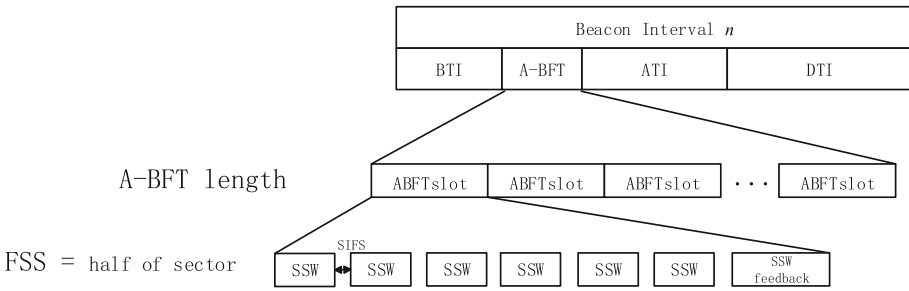 Beacon Interval n
BTI A-BFT ATI DTI
A-BFT length ABFTslot ABFTslot ABFTslot ... ABFTslot
SIFS
FSS = half of sector SSW SSW SSW SSW SSW SSW SSW feedback